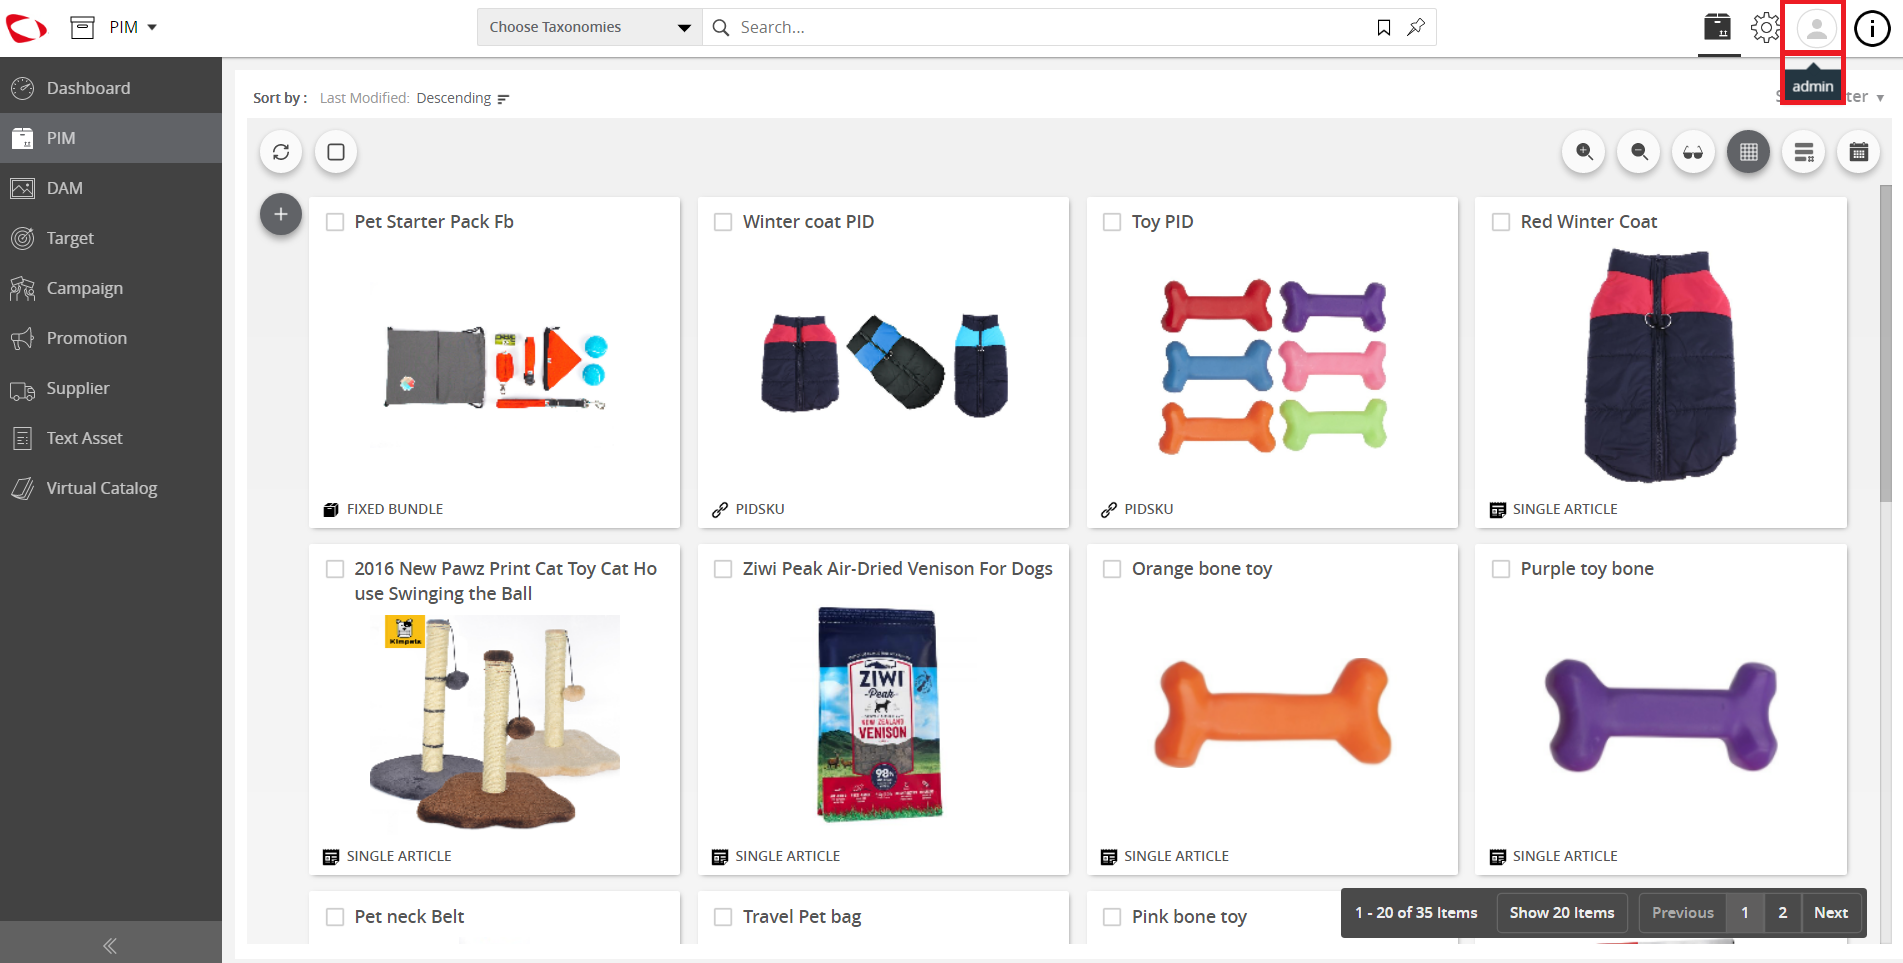 PIM
Choose Taxonomies
Search...
admin
Dashboard
PIM
DAM
Target
Campaign
Promotion
Supplier
Text Asset
Virtual Catalog
Sort by : Last Modified: Descending
ter
Pet Starter Pack Fb
FIXED BUNDLE
Winter coat PID
PIDSKU
Toy PID
PIDSKU
Red Winter Coat
SINGLE ARTICLE
2016 New Pawz Print Cat Toy Cat Ho
use Swinging the Ball
Kimpets
SINGLE ARTICLE
Ziwi Peak Air-Dried Venison For Dogs
ZIWI
Peak
NEW ZEALAND
VENISON
98%
SINGLE ARTICLE
Orange bone toy
SINGLE ARTICLE
Purple toy bone
SINGLE ARTICLE
Pet neck Belt
Travel Pet bag
Pink bone toy
1 - 20 of 35 Items
Show 20 Items
Previous 1 2 Next